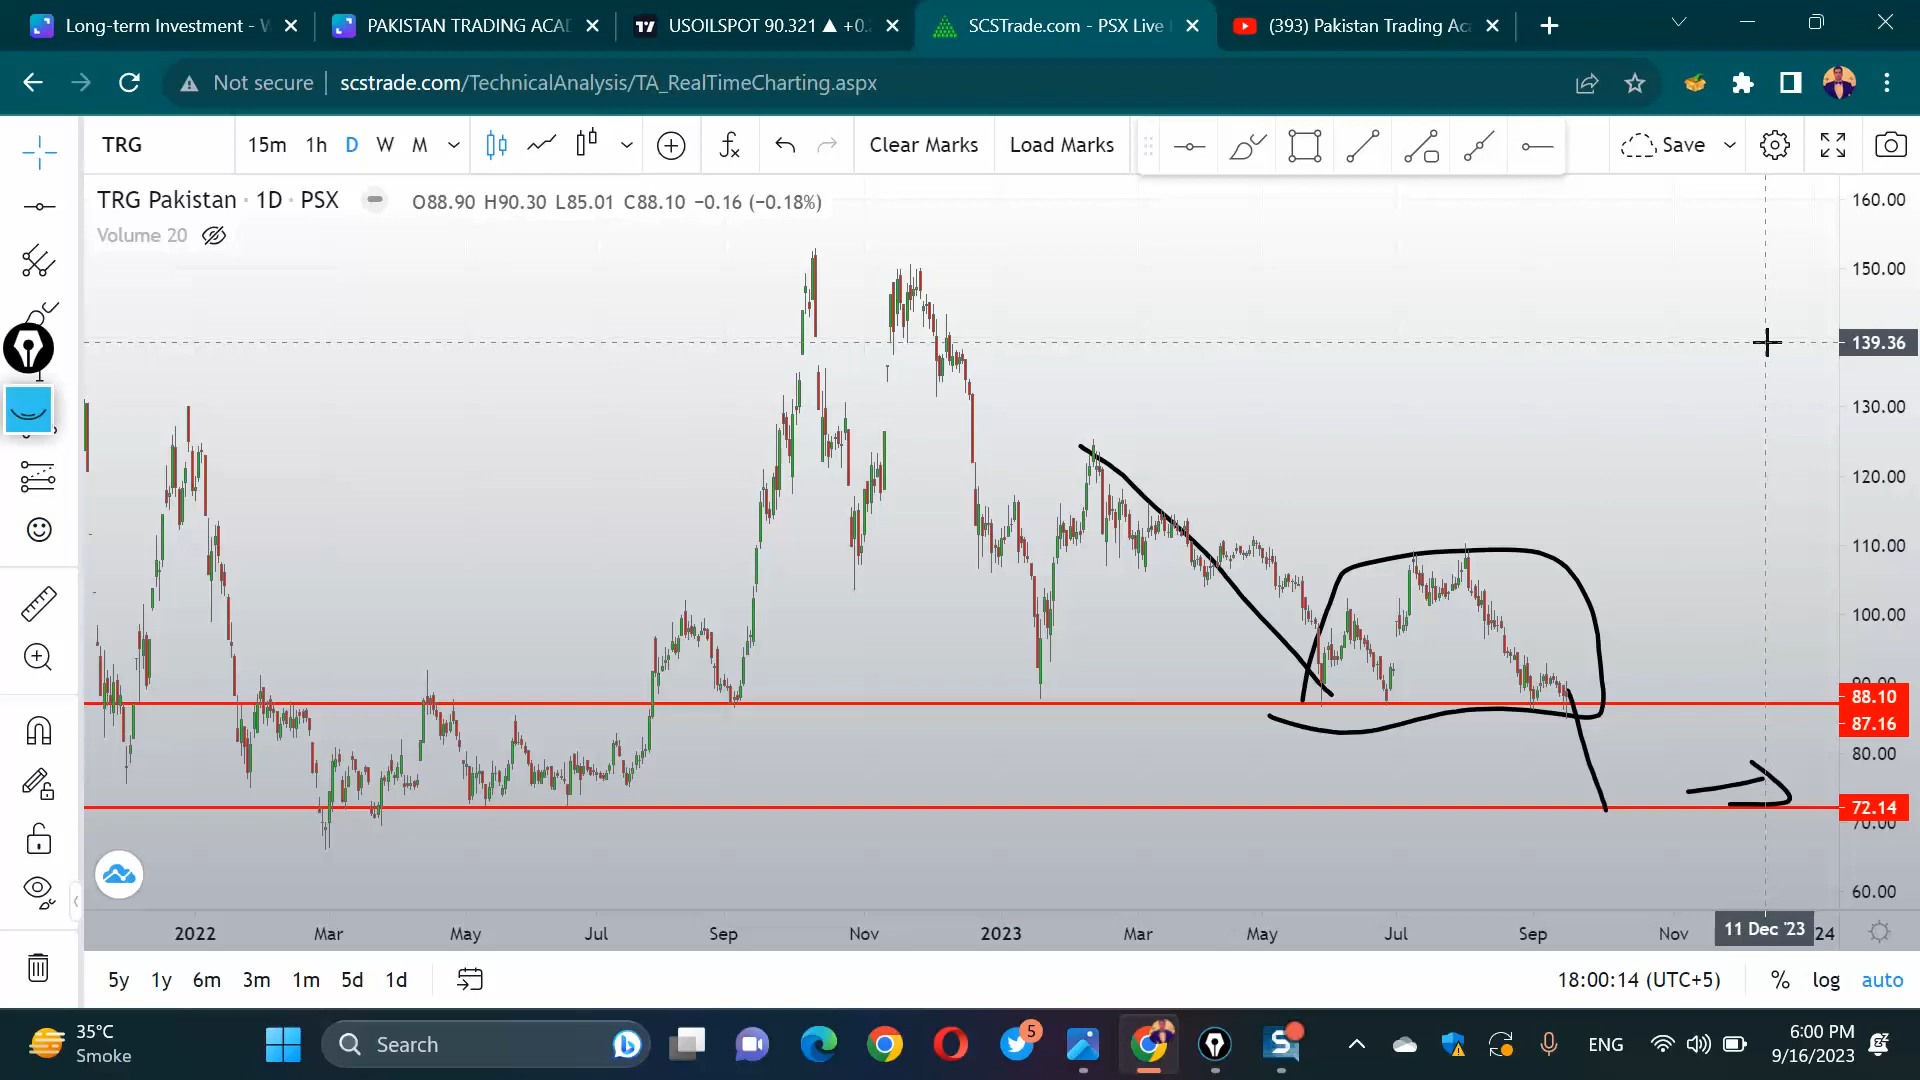 Long-term Investment - W
PAKISTAN TRADING ACAD
USOILSPOT 90.321 ▲ +0.
SCSTrade.com - PSX Live
(393) Pakistan Trading Aca
Not secure
scstrade.com/TechnicalAnalysis/TA_RealTimeCharting.aspx
TRG
15m 1h D W M
Clear Marks
Load Marks
Save
TRG Pakistan · 1D · PSX
O88.90 H90.30 L85.01 C88.10 −0.16 (−0.18%)
Volume 20
160.00
150.00
139.36
130.00
120.00
110.00
100.00
90.00
88.10
87.16
80.00
72.14
70.00
60.00
2022 Mar May Jul Sep Nov 2023 Mar May Jul Sep Nov 11 Dec '23 24
5y 1y 6m 3m 1m 5d 1d
18:00:14 (UTC+5) % log auto
35°C
Smoke
Search
5
ENG
6:00 PM
9/16/2023